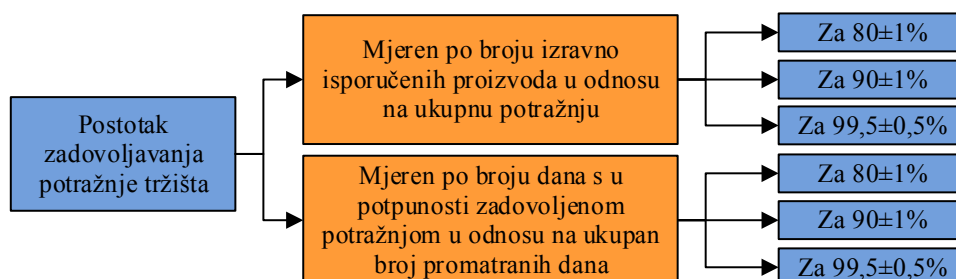 Postotak
zadovoljavanja
potražnje tržišta
Mjeren po broju izravno
isporučenih proizvoda u odnosu
na ukupnu potražnju
Za 80±1%
Za 90±1%
Za 99,5±0,5%
Mjeren po broju dana s u
potpunosti zadovoljenom
potražnjom u odnosu na ukupan
broj promatranih dana
Za 80±1%
Za 90±1%
Za 99,5±0,5%